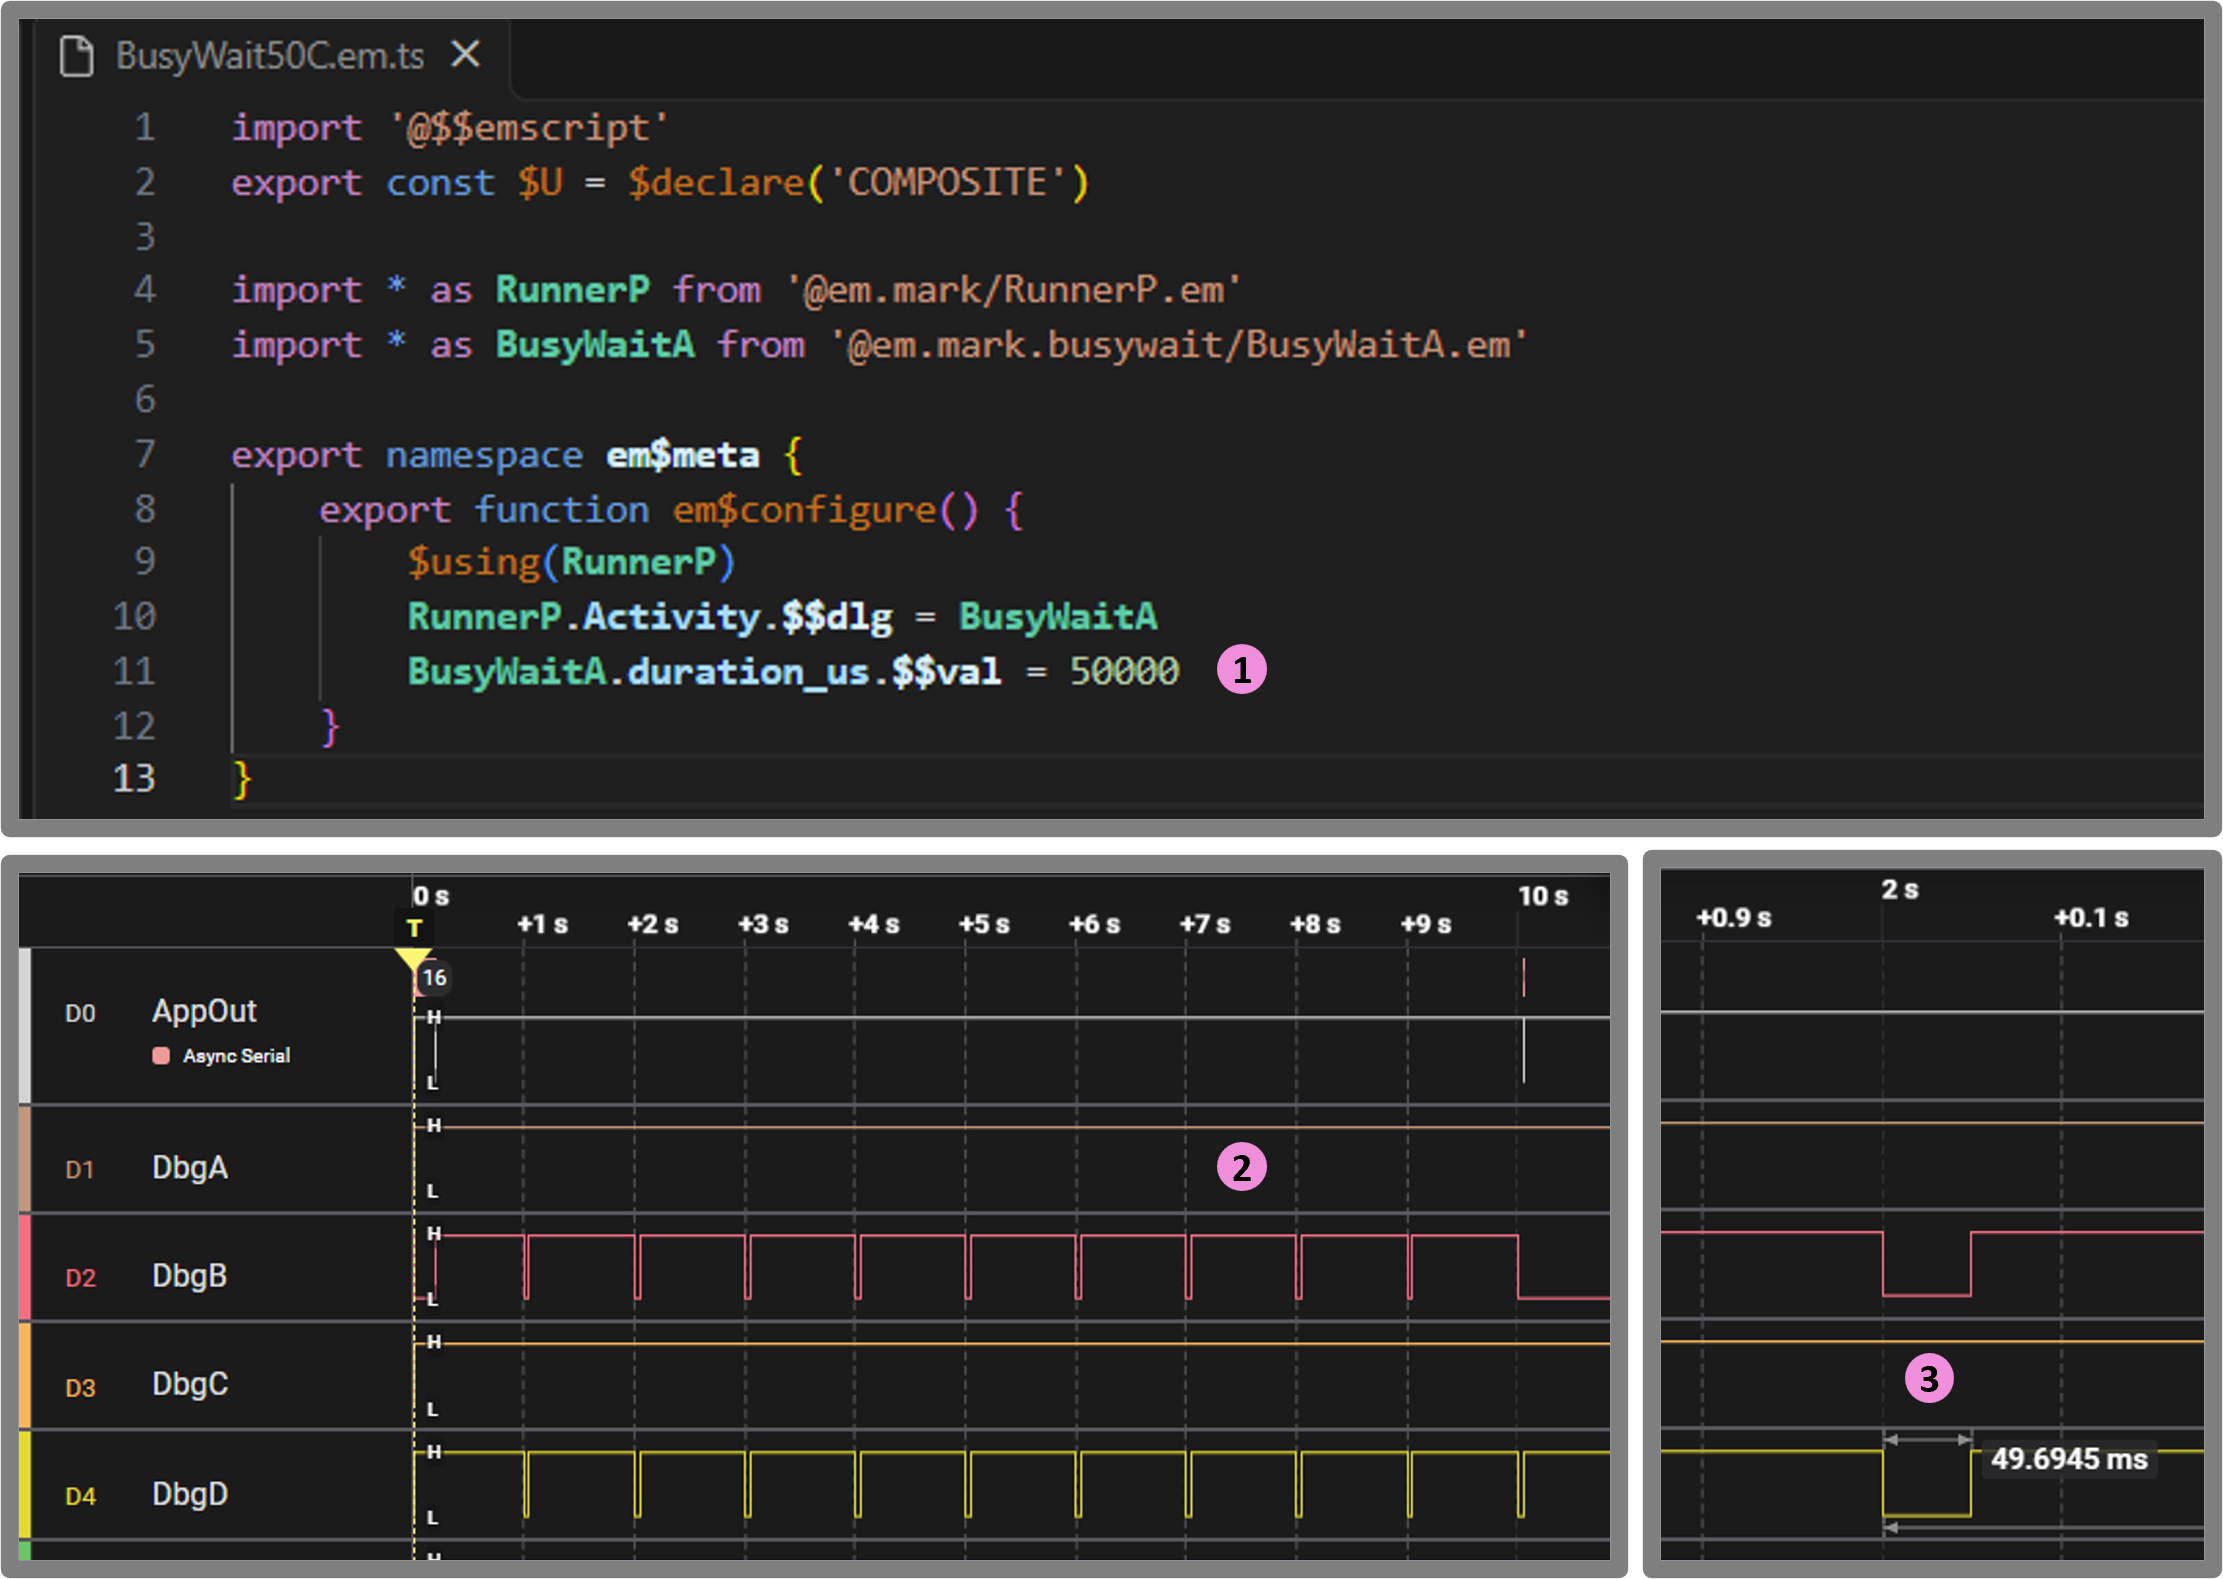 BusyWait50C.em.ts
1 import '@$$emscript'
2 export const $U = $declare('COMPOSITE')
3
4 import * as RunnerP from '@em.mark/RunnerP.em'
5 import * as BusyWaitA from '@em.mark.busywait/BusyWaitA.em'
6
7 export namespace em$meta {
8 export function em$configure() {
9 $using(RunnerP)
10 RunnerP.Activity.$$dlg = BusyWaitA
11 BusyWaitA.duration_us.$$val = 50000 1
12 }
13 }
0 s 10 s
T +1 s +2 s +3 s +4 s +5 s +6 s +7 s +8 s +9 s
16
D0 AppOut H
Async Serial
L
H
D1 DbgA 2
L
H
D2 DbgB
L
H
D3 DbgC
L
H
D4 DbgD
L
H
2 s
+0.9 s +0.1 s
3
49.6945 ms